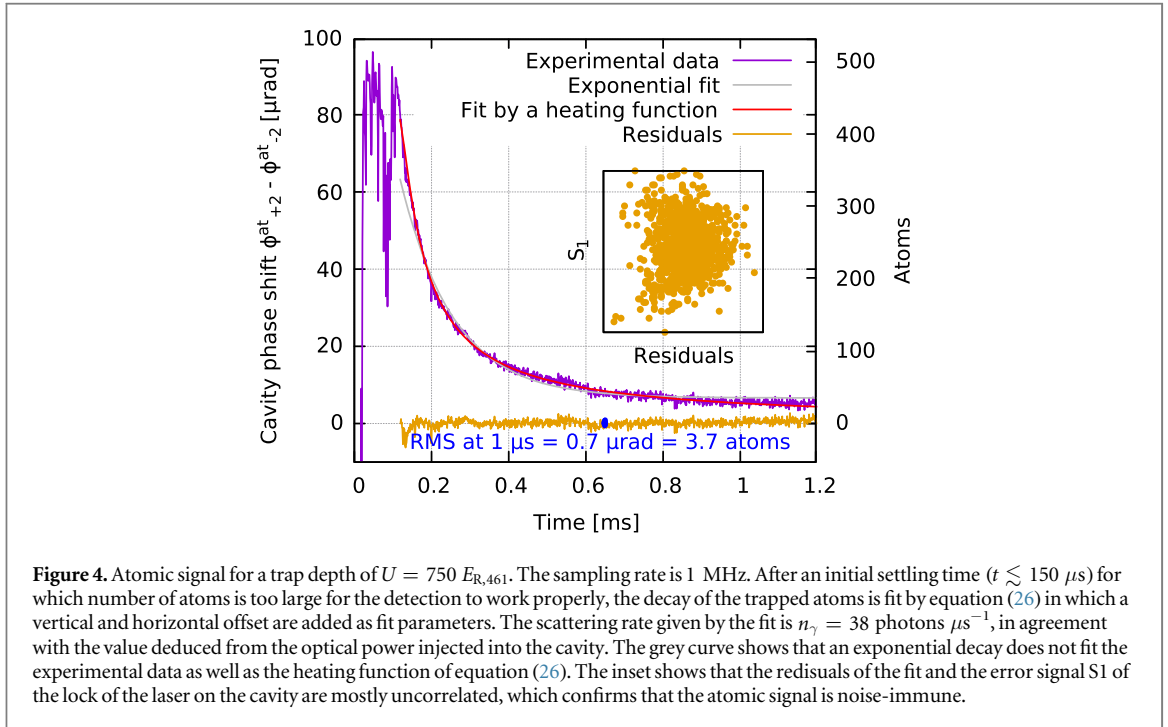 100
80
60
40
20
0
Cavity phase shift ϕ^at_+2 - ϕ^at_-2 [µrad]
Experimental data
Exponential fit
Fit by a heating function
Residuals
S_1
Residuals
500
400
300
200
100
0
Atoms
RMS at 1 µs = 0.7 µrad = 3.7 atoms
0 0.2 0.4 0.6 0.8 1 1.2
Time [ms]
Figure 4. Atomic signal for a trap depth of U = 750 E_R,461. The sampling rate is 1 MHz. After an initial settling time (t ≲ 150 µs) for
which number of atoms is too large for the detection to work properly, the decay of the trapped atoms is fit by equation (26) in which a
vertical and horizontal offset are added as fit parameters. The scattering rate given by the fit is n_γ = 38 photons µs⁻¹, in agreement
with the value deduced from the optical power injected into the cavity. The grey curve shows that an exponential decay does not fit the
experimental data as well as the heating function of equation (26). The inset shows that the redisuals of the fit and the error signal S1 of
the lock of the laser on the cavity are mostly uncorrelated, which confirms that the atomic signal is noise-immune.